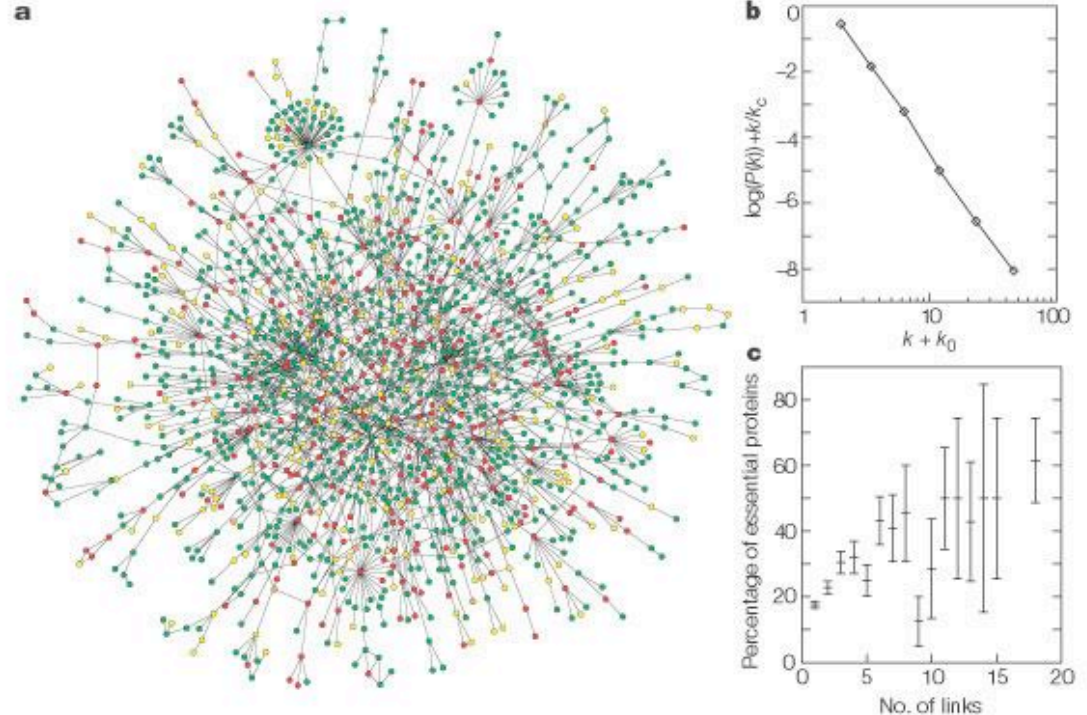 a
b
0
−2
−4
−6
−8
log(P(k))+k/kc
1
10
100
k + k0
c
80
60
40
20
0
Percentage of essential proteins
0
5
10
15
20
No. of links